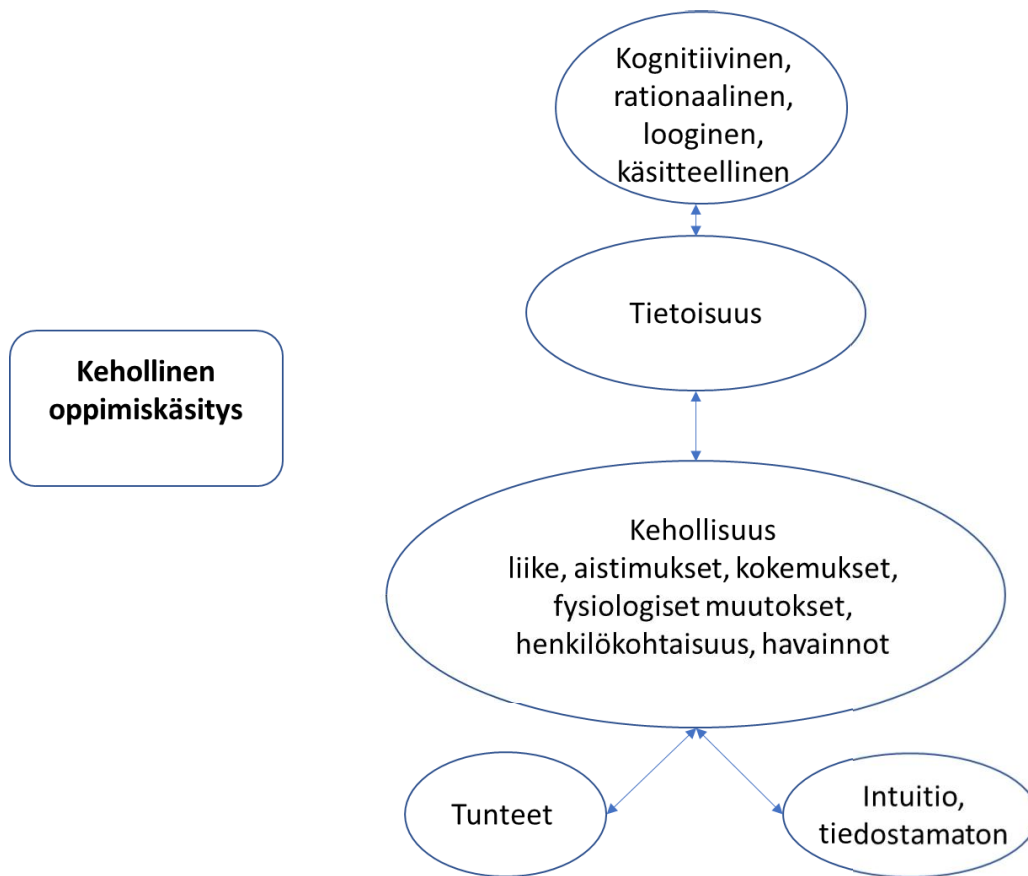 Kognitiivinen,
rationaalinen,
looginen,
käsitteellinen
Tietoisuus
Kehollinen
oppimiskäsitys
Kehollisuus
liike, aistimukset, kokemukset,
fysiologiset muutokset,
henkilökohtaisuus, havainnot
Tunteet
Intuitio,
tiedostamaton